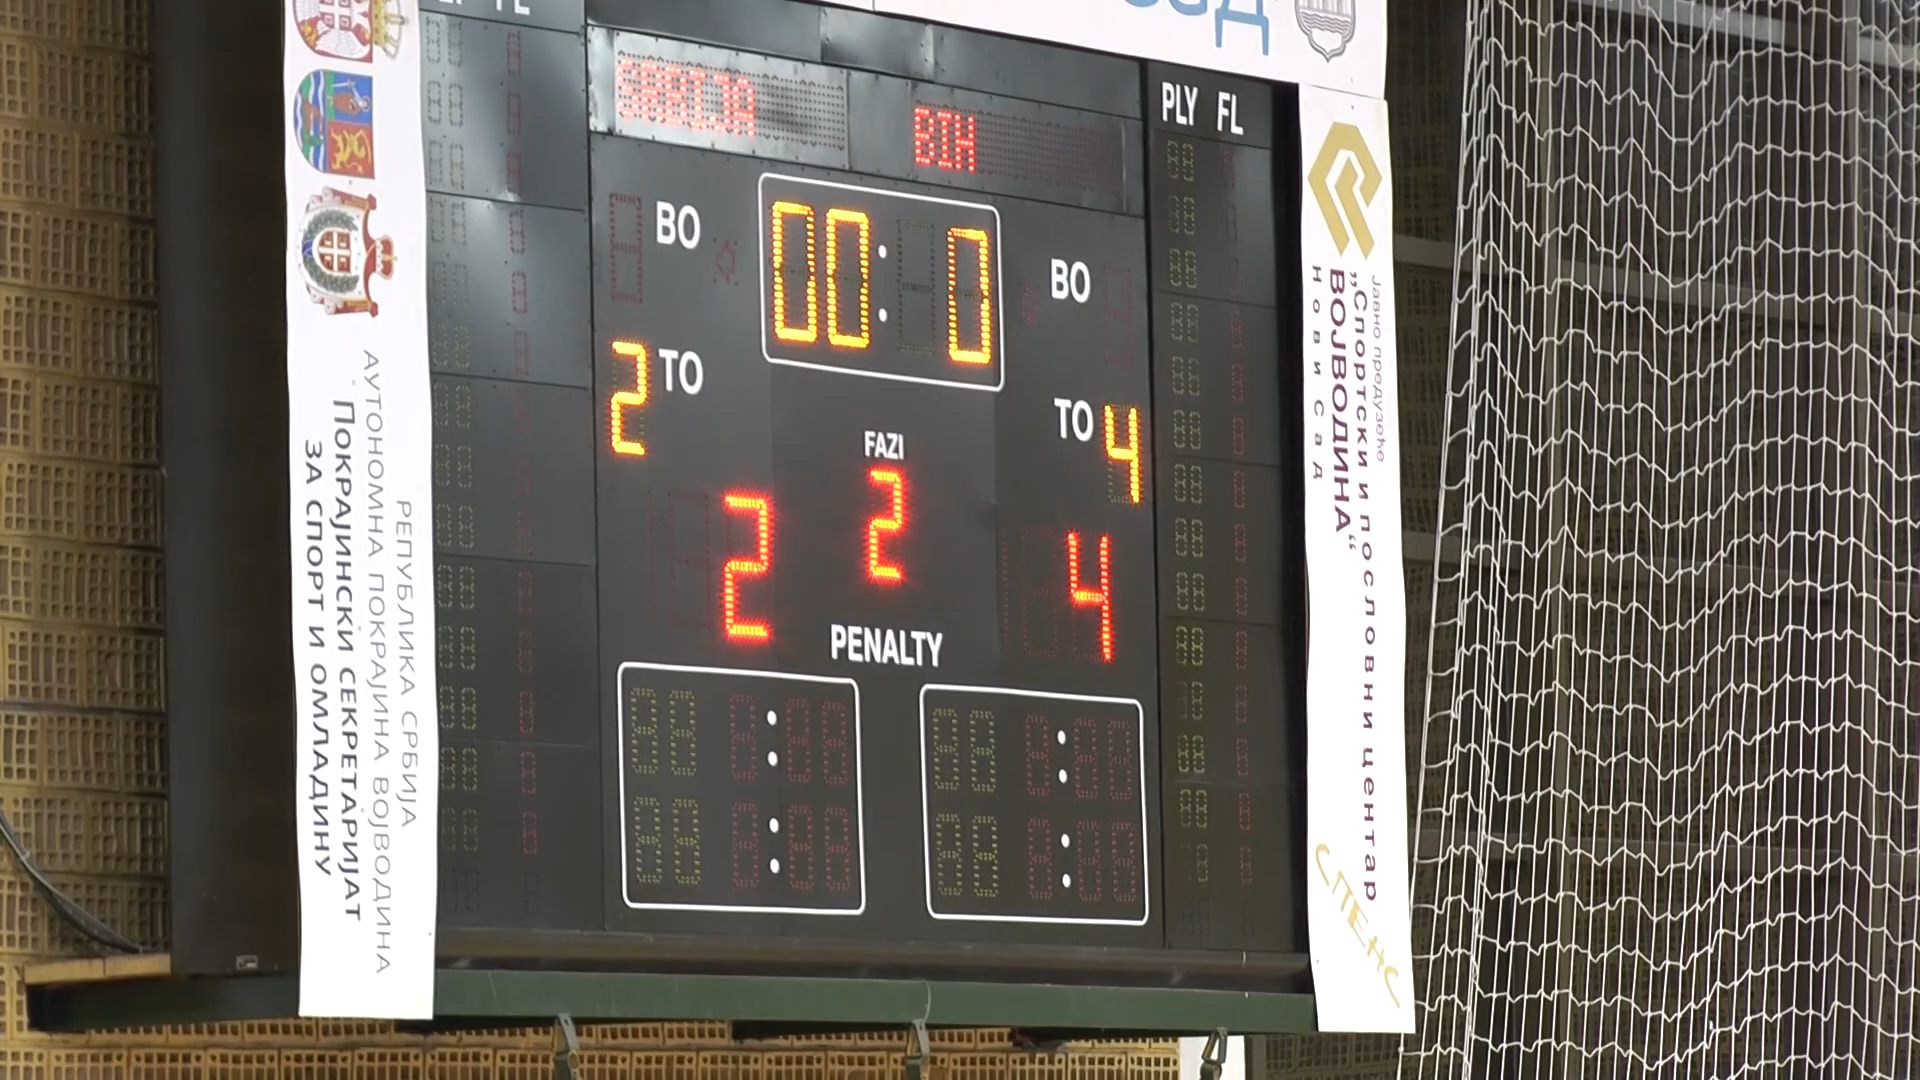 FL
SRBIJA
BIH
PLY FL
BO
00: 0
BO
2 TO
TO 4
FAZI
2
2
4
PENALTY
РЕПУБЛИКА СРБИЈА
АУТОНОМНА ПОКРАЈИНА ВОЈВОДИНА
ПОКРАЈИНСКИ СЕКРЕТАРИЈАТ
ЗА СПОРТ И ОМЛАДИНУ
Јавно предузеће
„Спортски и пословни центар
ВОЈВОДИНА“
Нови Сад
СПЕНС